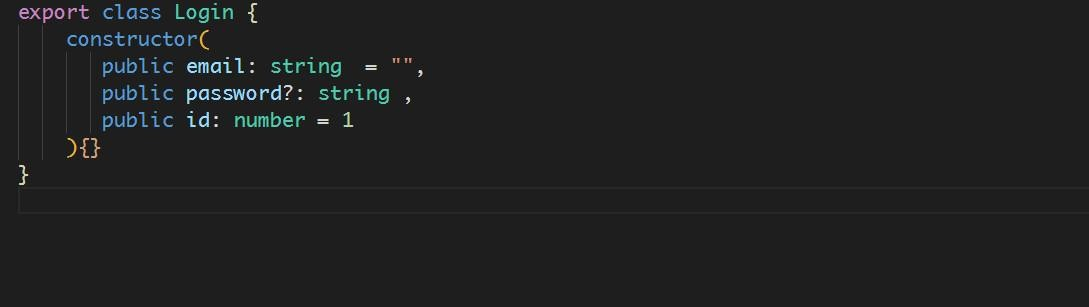 export class Login {
    constructor(
       public email: string  = "",
       public password?: string ,
       public id: number = 1
    ){}
}